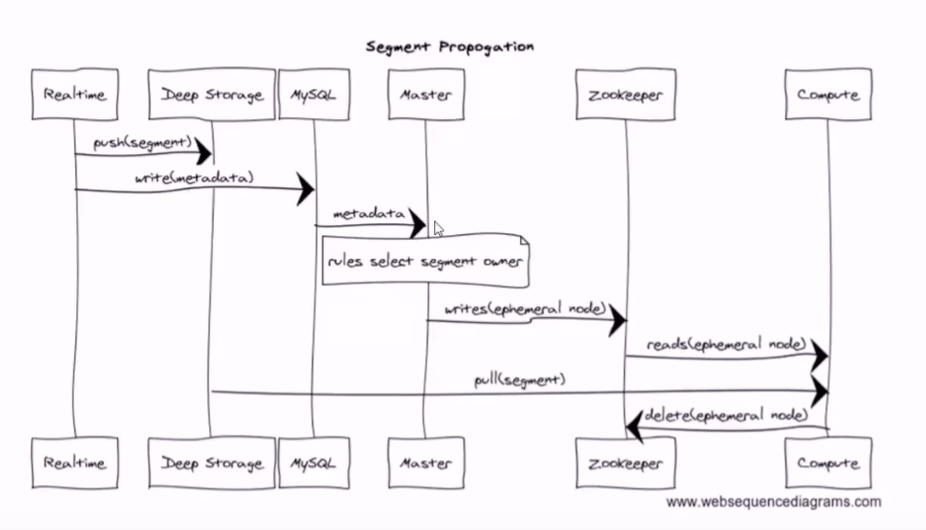 Segment Propogation
Realtime
Deep Storage
MySQL
Master
Zookeeper
Compute
push(segment)
write(metadata)
metadata
rules select segment owner
writes(ephemeral node)
reads(ephemeral node)
pull(segment)
delete(ephemeral node)
Realtime
Deep Storage
MySQL
Master
Zookeeper
Compute
www.websequencediagrams.com